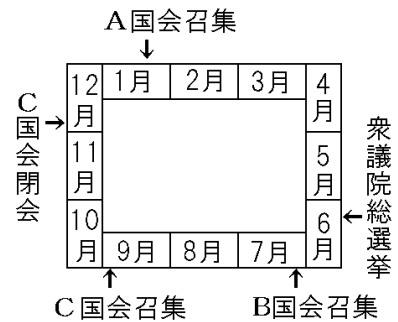 A国会召集
12月
1月
2月
3月
4月
C国会閉会
11月
5月
衆議院総選挙
10月
9月
8月
7月
6月
C国会召集
B国会召集